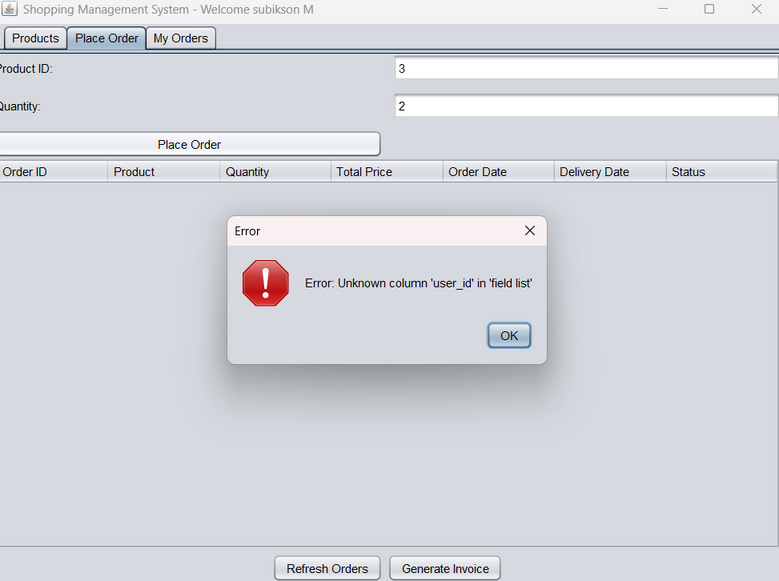 Shopping Management System - Welcome subikson M
Products Place Order My Orders
Product ID: 3
Quantity: 2
Place Order
Order ID Product Quantity Total Price Order Date Delivery Date Status
Error
Error: Unknown column 'user_id' in 'field list'
OK
Refresh Orders Generate Invoice